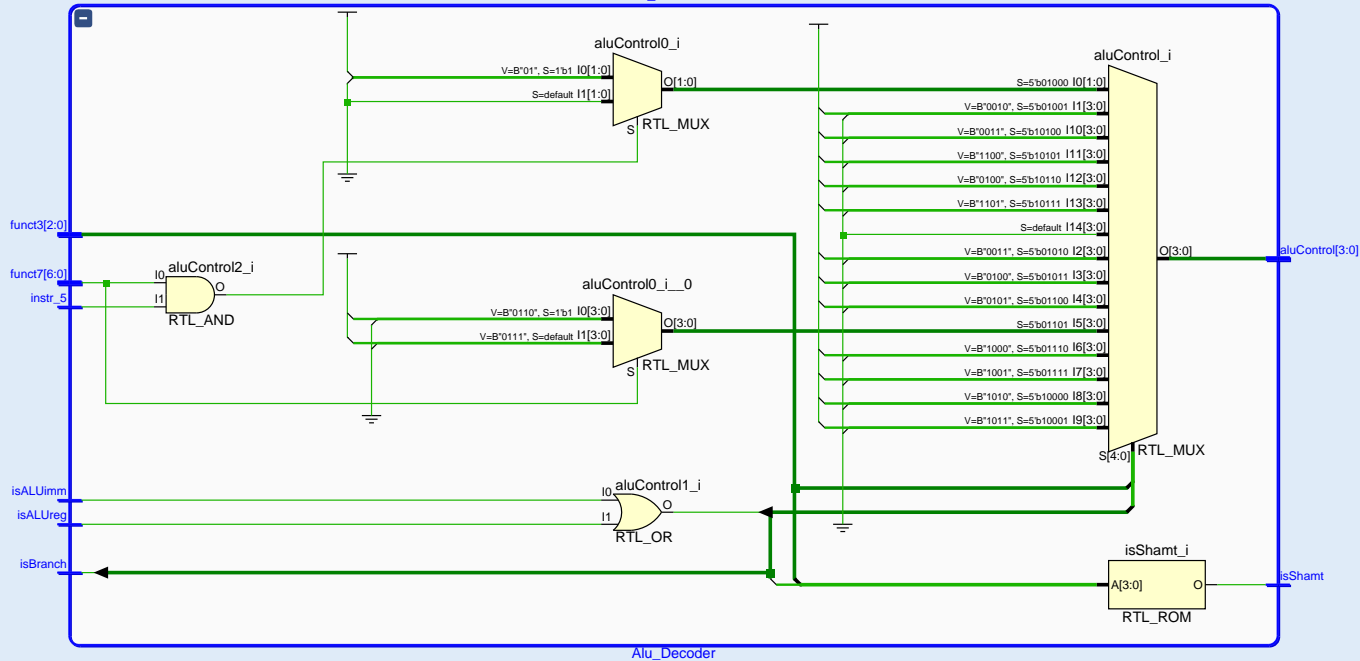 aluControl0_i
V=B"01", S=1'b1 I0[1:0]
S=default I1[1:0]
O[1:0]
S
RTL_MUX
aluControl_i
S=5'b01000 I0[1:0]
V=B"0010", S=5'b01001 I1[3:0]
V=B"0011", S=5'b10100 I10[3:0]
V=B"1100", S=5'b10101 I11[3:0]
V=B"0100", S=5'b10110 I12[3:0]
V=B"1101", S=5'b10111 I13[3:0]
S=default I14[3:0]
V=B"0011", S=5'b01010 I2[3:0]
V=B"0100", S=5'b01011 I3[3:0]
V=B"0101", S=5'b01100 I4[3:0]
S=5'b01101 I5[3:0]
V=B"1000", S=5'b01110 I6[3:0]
V=B"1001", S=5'b01111 I7[3:0]
V=B"1010", S=5'b10000 I8[3:0]
V=B"1011", S=5'b10001 I9[3:0]
O[3:0]
S[4:0]
RTL_MUX
aluControl[3:0]
funct3[2:0]
funct7[6:0]
instr_5
aluControl2_i
I0
I1
O
RTL_AND
aluControl0_i__0
V=B"0110", S=1'b1 I0[3:0]
V=B"0111", S=default I1[3:0]
O[3:0]
S
RTL_MUX
isALUimm
isALUreg
isBranch
aluControl1_i
I0
I1
O
RTL_OR
isShamt_i
A[3:0]
O
RTL_ROM
isShamt
Alu_Decoder